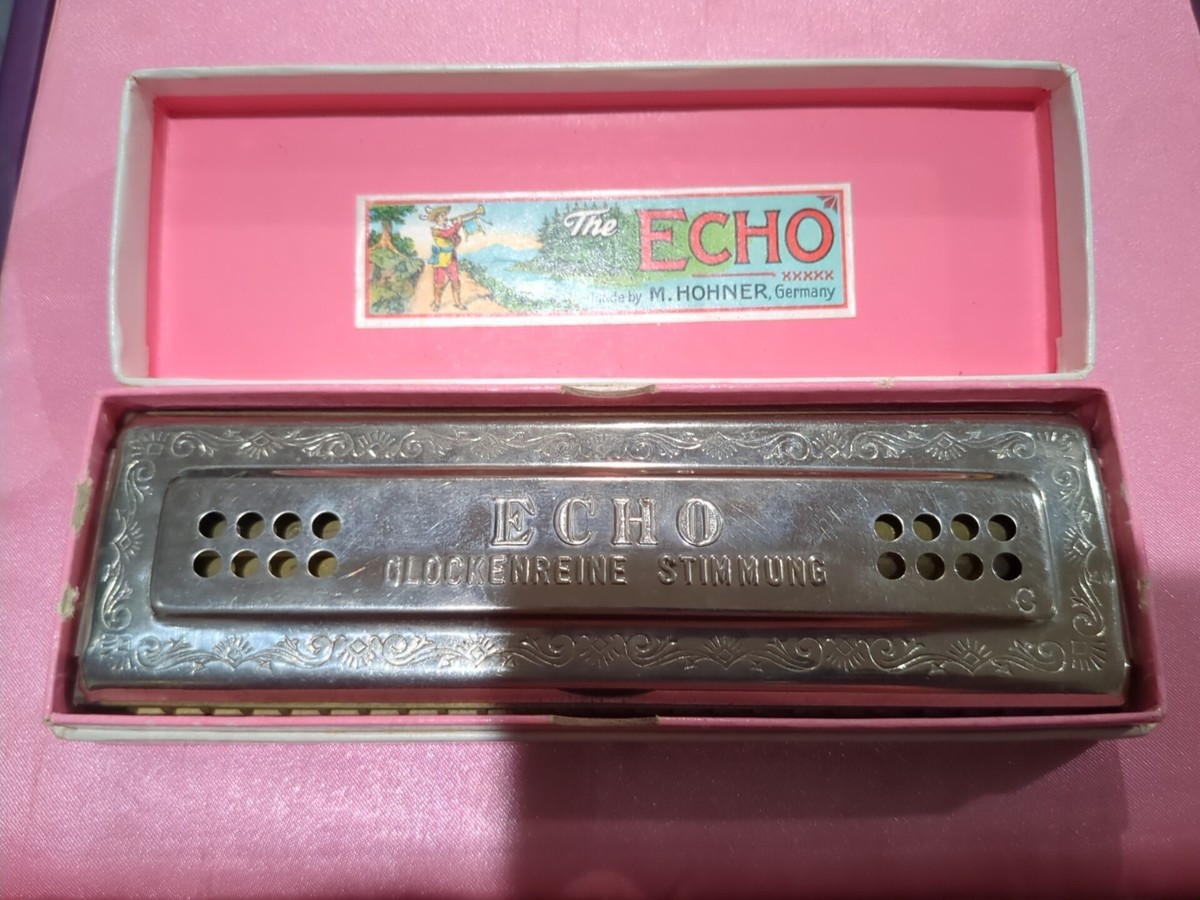 The ECHO
xxxxx
Made by M. HOHNER, Germany
ECHO
GLOCKENREINE STIMMUNG
C